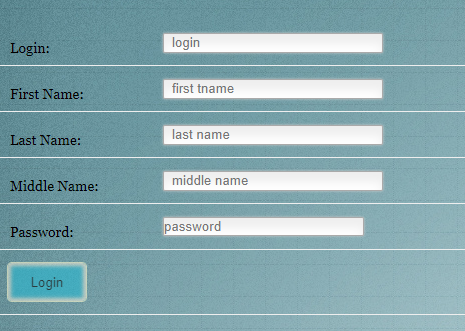 Login: login
First Name: first tname
Last Name: last name
Middle Name: middle name
Password: password
Login